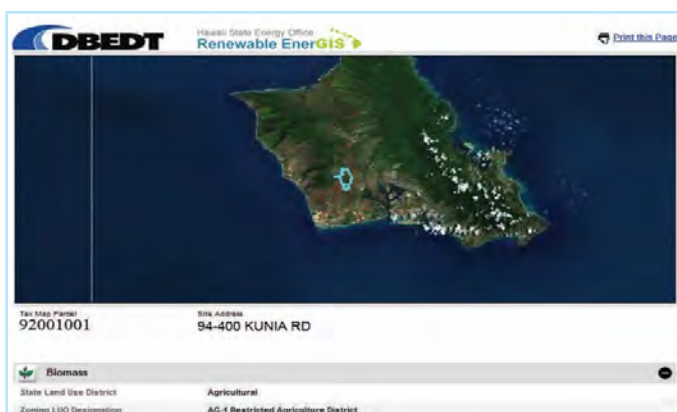 DBEDT
Hawaii State Energy Office
Renewable EnerGIS
Print this Page
Tax Map Parcel
92001001
Site Address
94-400 KUNIA RD
Biomass
State Land Use District Agricultural
Zoning LUO Designation AG-1 Restricted Agriculture District